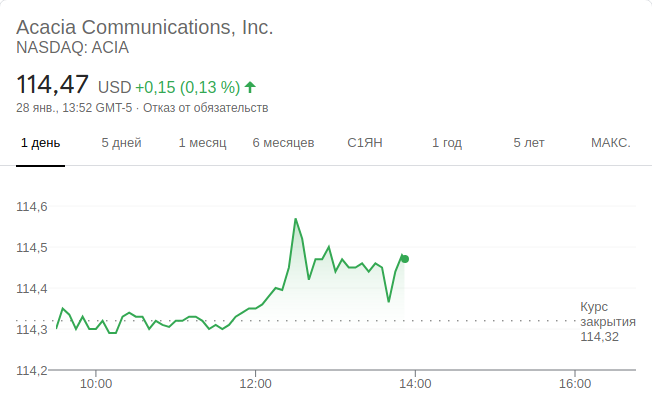 Acacia Communications, Inc.
NASDAQ: ACIA
114,47 USD +0,15 (0,13 %)
28 янв., 13:52 GMT-5 · Отказ от обязательств
1 день 5 дней 1 месяц 6 месяцев С1ЯН 1 год 5 лет МАКС.
114,6
114,5
114,4
Курс
закрытия
114,32
114,3
114,2
10:00 12:00 14:00 16:00